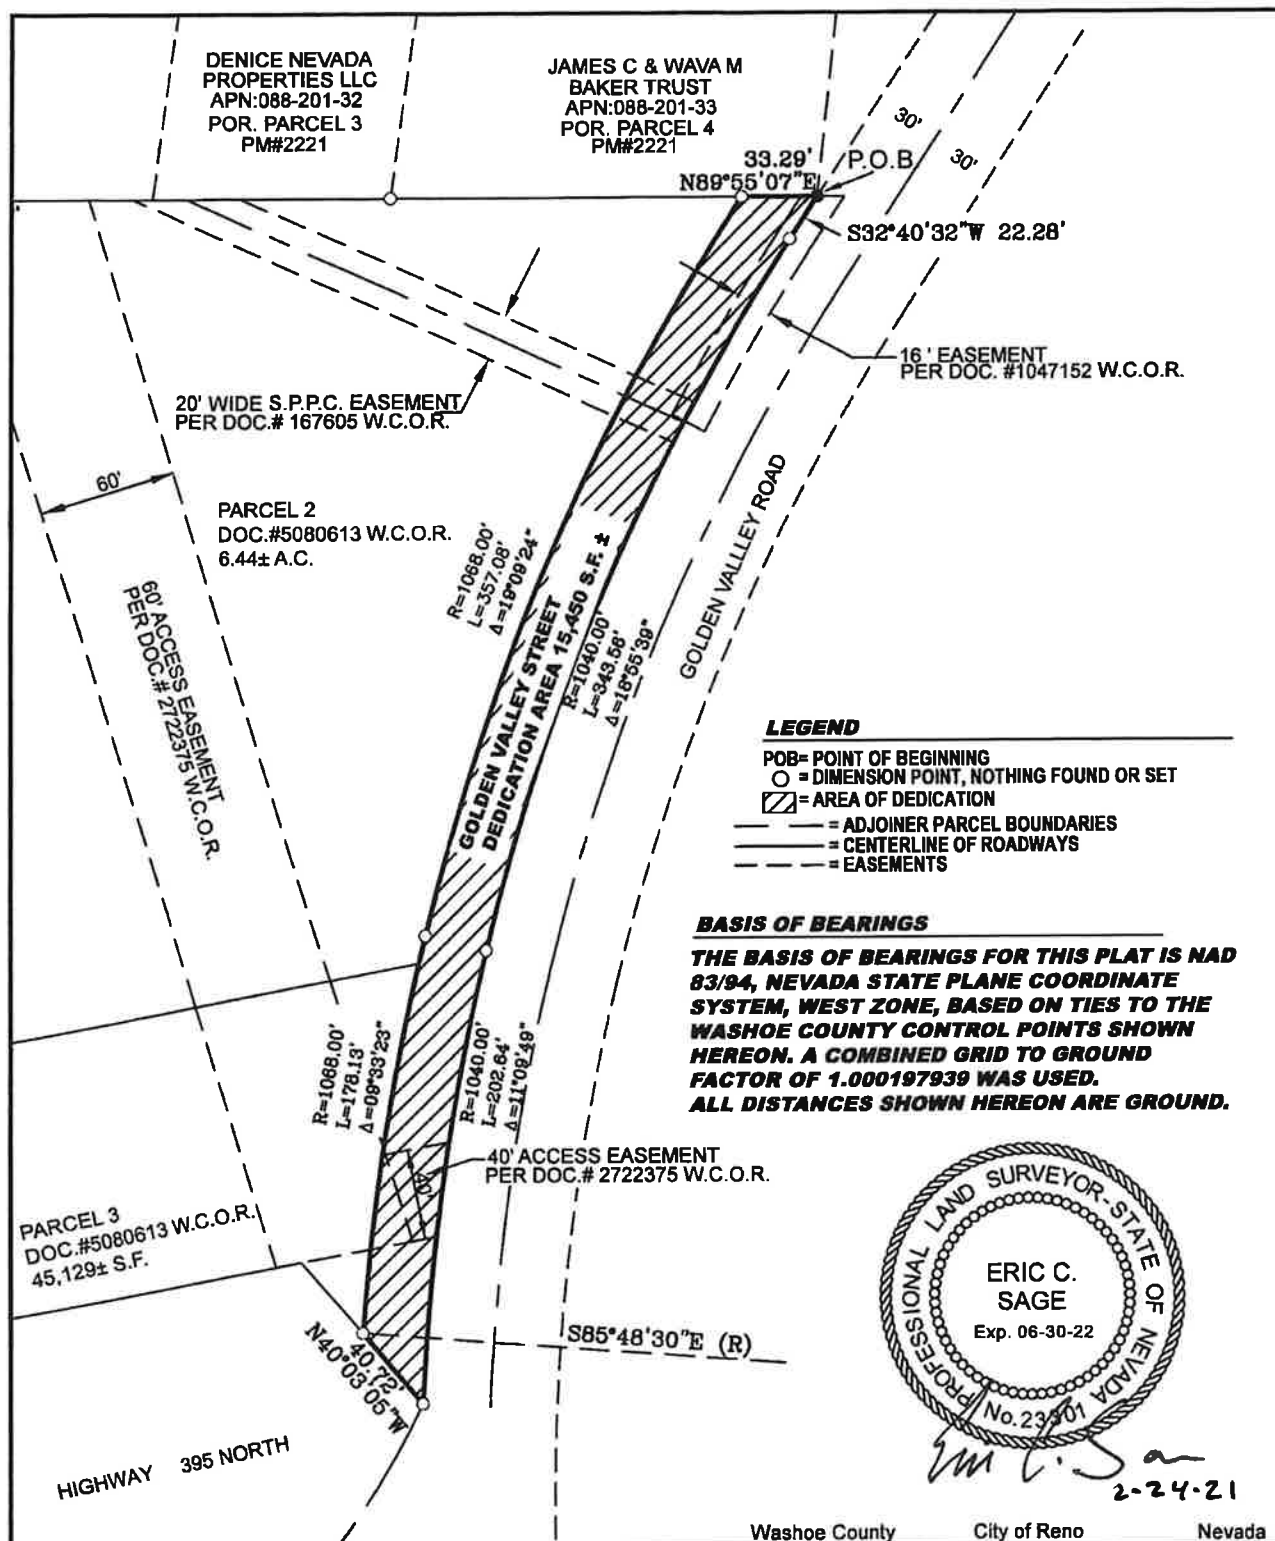 DENICE NEVADA
PROPERTIES LLC
APN:088-201-32
POR. PARCEL 3
PM#2221
JAMES C & WAVA M
BAKER TRUST
APN:088-201-33
POR. PARCEL 4
PM#2221
30'
30'
33.29'
N89°55'07"E
P.O.B.
S32°40'32"W 22.28'
16' EASEMENT
PER DOC. #1047152 W.C.O.R.
20' WIDE S.P.P.C. EASEMENT
PER DOC.# 167605 W.C.O.R.
60'
PARCEL 2
DOC.#5080613 W.C.O.R.
6.44± A.C.
60' ACCESS EASEMENT
PER DOC.# 2722375 W.C.O.R.
R=1068.00'
L=357.08'
Δ=19°09'24"
GOLDEN VALLEY STREET
DEDICATION AREA 15,450 S.F. ±
R=1040.00'
L=343.56'
Δ=18°55'39"
GOLDEN VALLLEY ROAD
LEGEND
POB= POINT OF BEGINNING
= DIMENSION POINT, NOTHING FOUND OR SET
= AREA OF DEDICATION
= ADJOINER PARCEL BOUNDARIES
= CENTERLINE OF ROADWAYS
= EASEMENTS
BASIS OF BEARINGS
THE BASIS OF BEARINGS FOR THIS PLAT IS NAD
83/94, NEVADA STATE PLANE COORDINATE
SYSTEM, WEST ZONE, BASED ON TIES TO THE
WASHOE COUNTY CONTROL POINTS SHOWN
HEREON. A COMBINED GRID TO GROUND
FACTOR OF 1.000197939 WAS USED.
ALL DISTANCES SHOWN HEREON ARE GROUND.
R=1068.00'
L=178.13'
Δ=09°33'23"
R=1040.00'
L=202.64'
Δ=11°09'49"
40' ACCESS EASEMENT
PER DOC.# 2722375 W.C.O.R.
40'
PARCEL 3
DOC.#5080613 W.C.O.R.
45,129± S.F.
S85°48'30"E (R)
40.72'
N40°03'05"W
HIGHWAY 395 NORTH
PROFESSIONAL LAND SURVEYOR-STATE OF NEVADA
ERIC C.
SAGE
Exp. 06-30-22
No.23301
2-24-21
Washoe County City of Reno Nevada